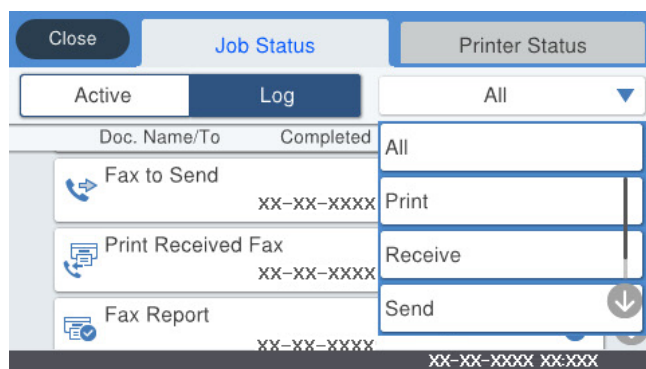 Close Job Status Printer Status
Active Log All
Doc. Name/To Completed
All
Fax to Send
XX-XX-XXXX
Print
Print Received Fax
XX-XX-XXXX
Receive
Fax Report
XX-XX-XXXX
Send
XX-XX-XXXX XX:XXX